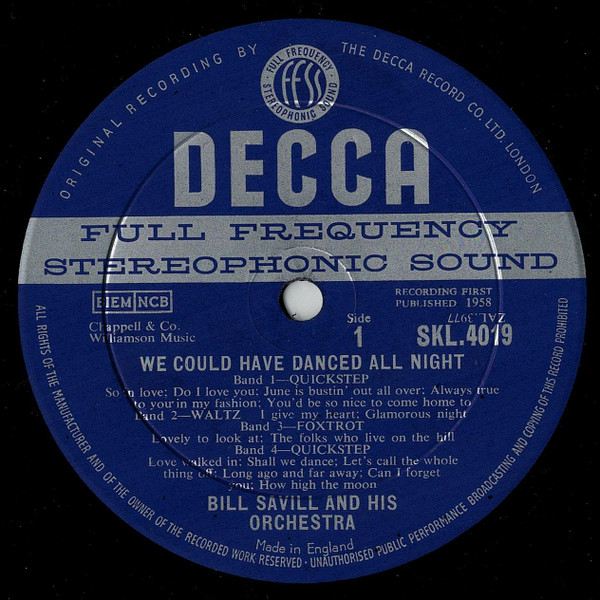 ORIGINAL RECORDING BY THE DECCA RECORD CO. LTD. LONDON
FULL FREQUENCY
ffss
STEREOPHONIC SOUND
DECCA
FULL FREQUENCY
STEREOPHONIC SOUND
BIEM NCB
RECORDING FIRST
PUBLISHED 1958
Chappell & Co.
Williamson Music
Side
1
ZAL.3977
SKL.4019
WE COULD HAVE DANCED ALL NIGHT
Band 1—QUICKSTEP
So in love; Do I love you; June is bustin' out all over; Always true
to you in my fashion; You'd be so nice to come home to
Band 2—WALTZ I give my heart; Glamorous night
Band 3—FOXTROT
Lovely to look at; The folks who live on the hill
Band 4—QUICKSTEP
Love walked in; Shall we dance; Let's call the whole
thing off; Long ago and far away; Can I forget
you; How high the moon
BILL SAVILL AND HIS
ORCHESTRA
Made in England
ALL RIGHTS OF THE MANUFACTURER AND OF THE OWNER OF THE RECORDED WORK RESERVED · UNAUTHORISED PUBLIC PERFORMANCE BROADCASTING AND COPYING OF THIS RECORD PROHIBITED